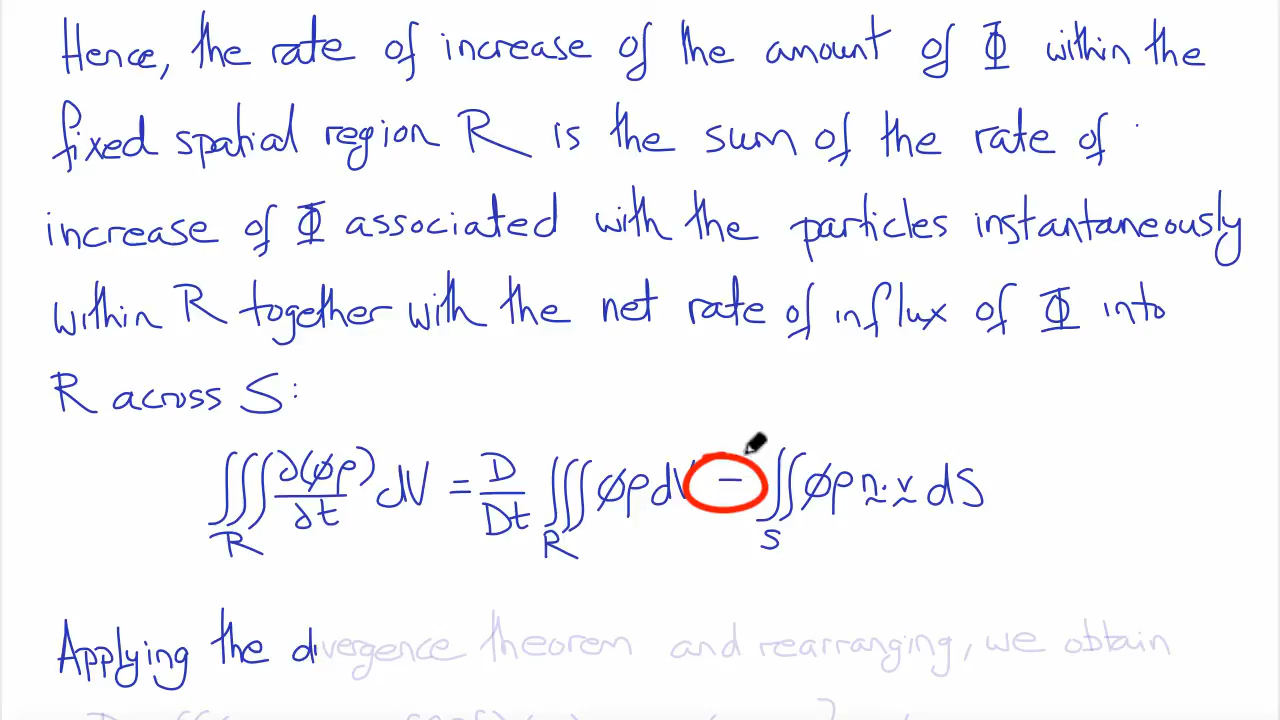 Hence, the rate of increase of the amount of Φ within the
fixed spatial region R is the sum of the rate of
increase of Φ associated with the particles instantaneously
within R together with the net rate of influx of Φ into
R across S:
∭_R ∂(ϕρ)/∂t dV = D/Dt ∭_R ϕρ dV − ∬_S ϕρ n̰ · v̰ dS
Applying the divergence theorem and rearranging, we obtain